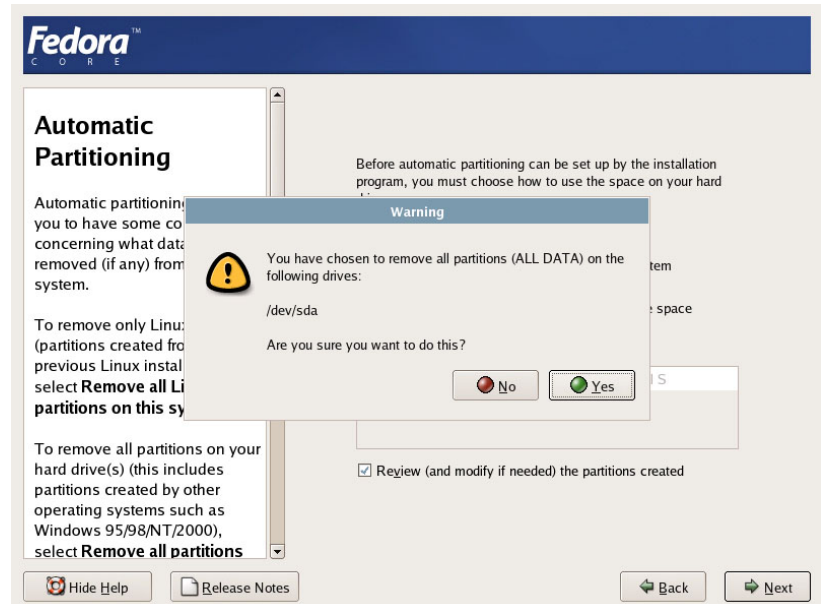 Fedora™
CORE
Automatic
Partitioning
Automatic partitioning
you to have some co
concerning what data
removed (if any) from
system.
To remove only Linux
(partitions created fro
previous Linux instal
select Remove all Li
partitions on this sy
To remove all partitions on your
hard drive(s) (this includes
partitions created by other
operating systems such as
Windows 95/98/NT/2000),
select Remove all partitions
Before automatic partitioning can be set up by the installation
program, you must choose how to use the space on your hard
Warning
You have chosen to remove all partitions (ALL DATA) on the
following drives:
/dev/sda
Are you sure you want to do this?
No
Yes
tem
space
IS
Review (and modify if needed) the partitions created
Hide Help
Release Notes
Back
Next